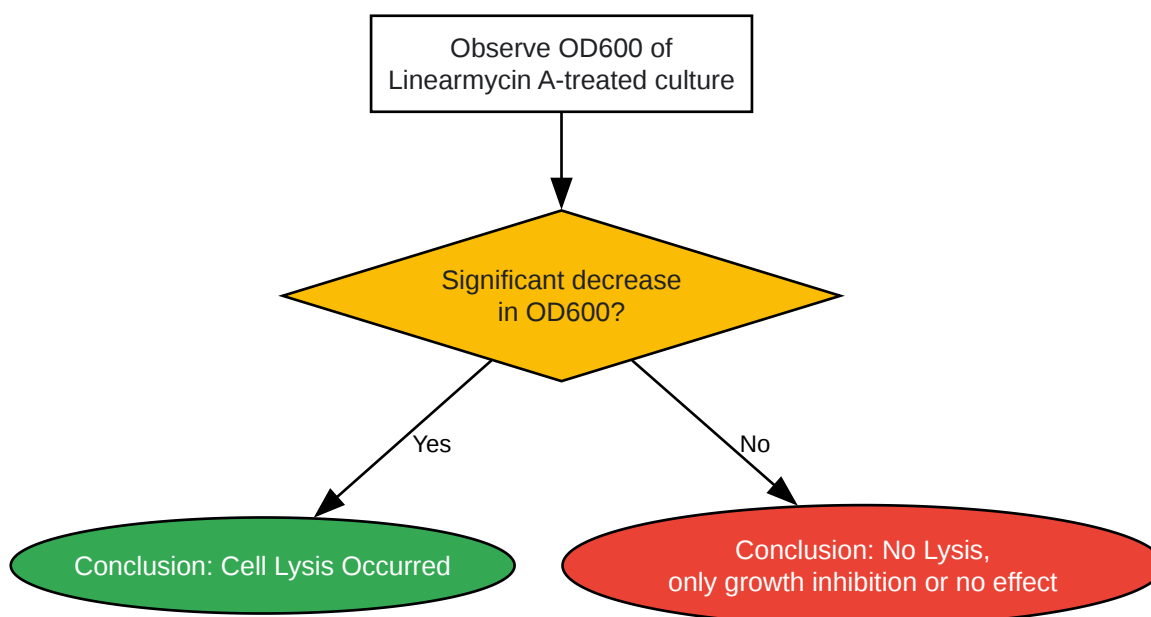 Observe OD600 of
Linearmycin A-treated culture
Significant decrease
in OD600?
Yes
No
Conclusion: Cell Lysis Occurred
Conclusion: No Lysis,
only growth inhibition or no effect